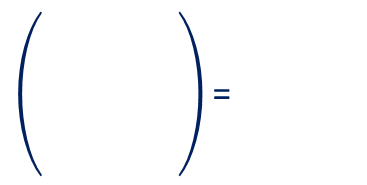 ( ) =